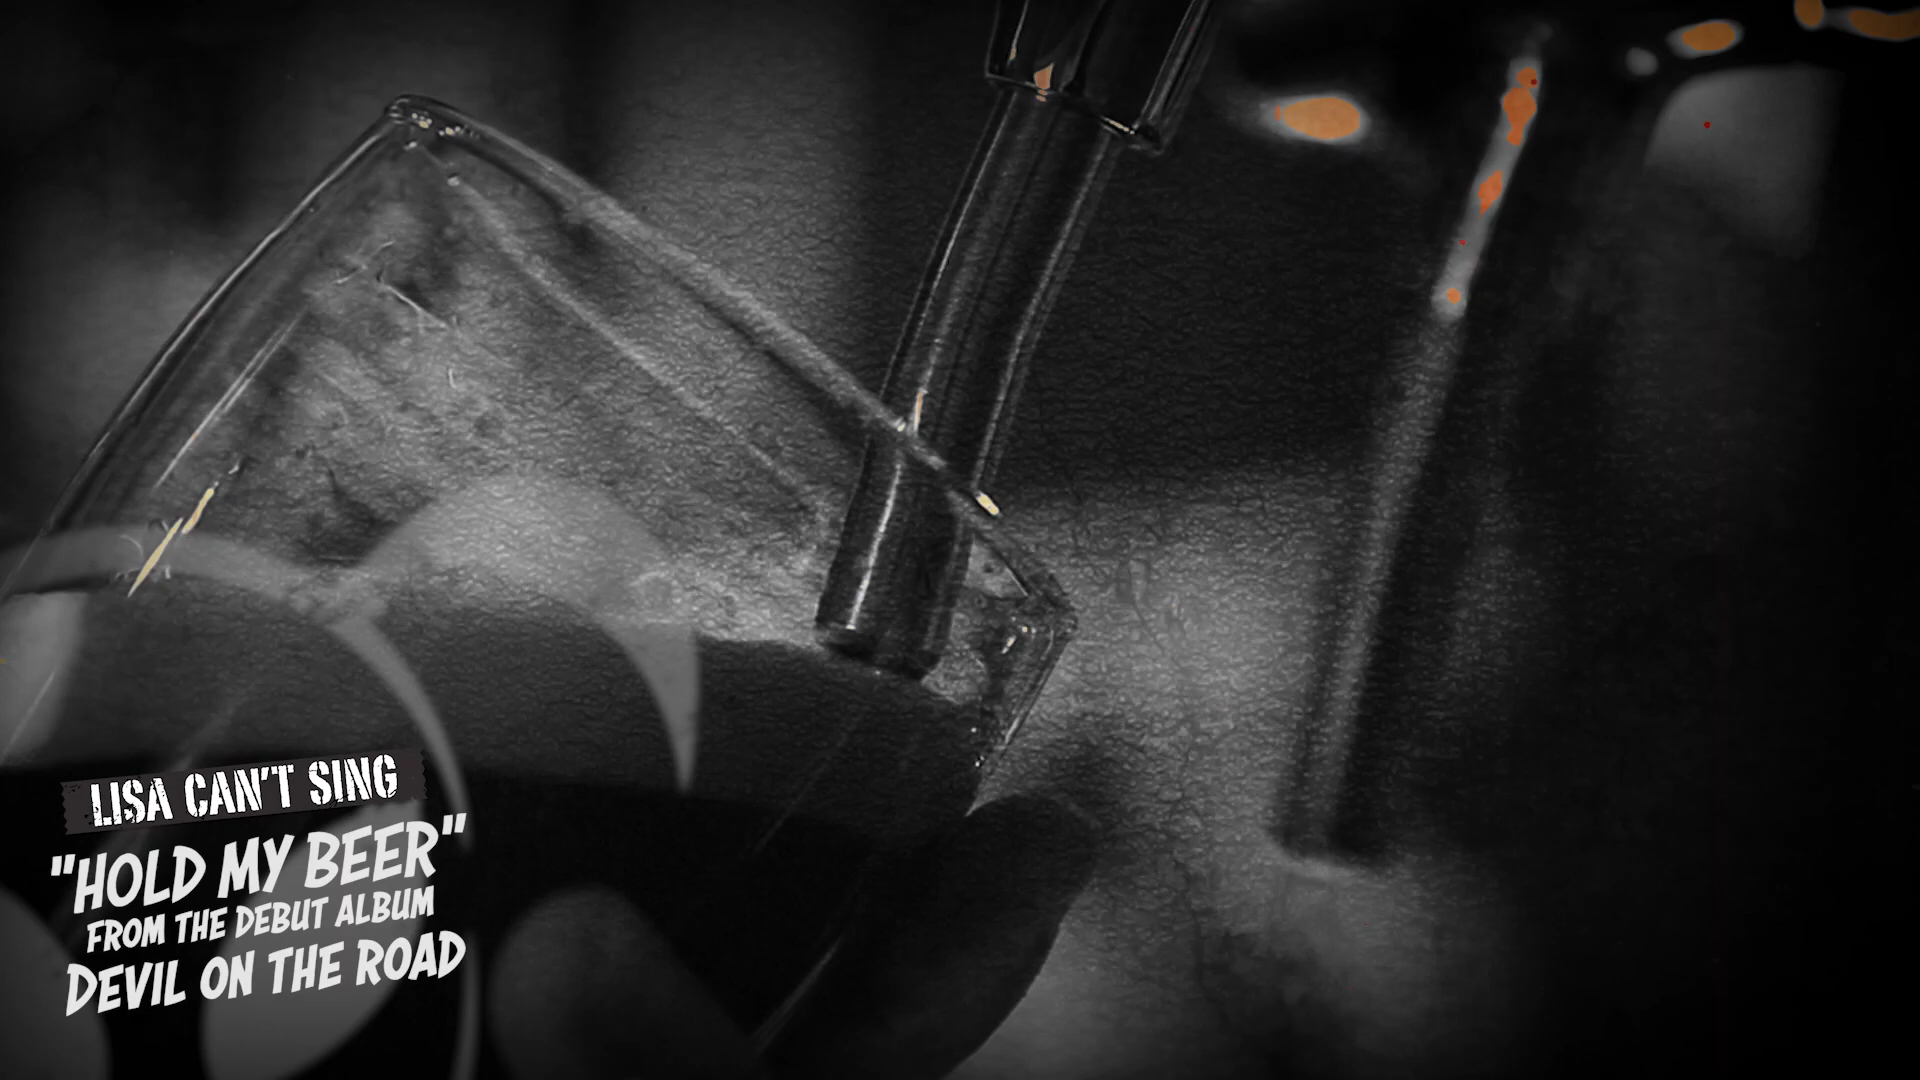 LISA CAN'T SING
"HOLD MY BEER"
FROM THE DEBUT ALBUM
DEVIL ON THE ROAD